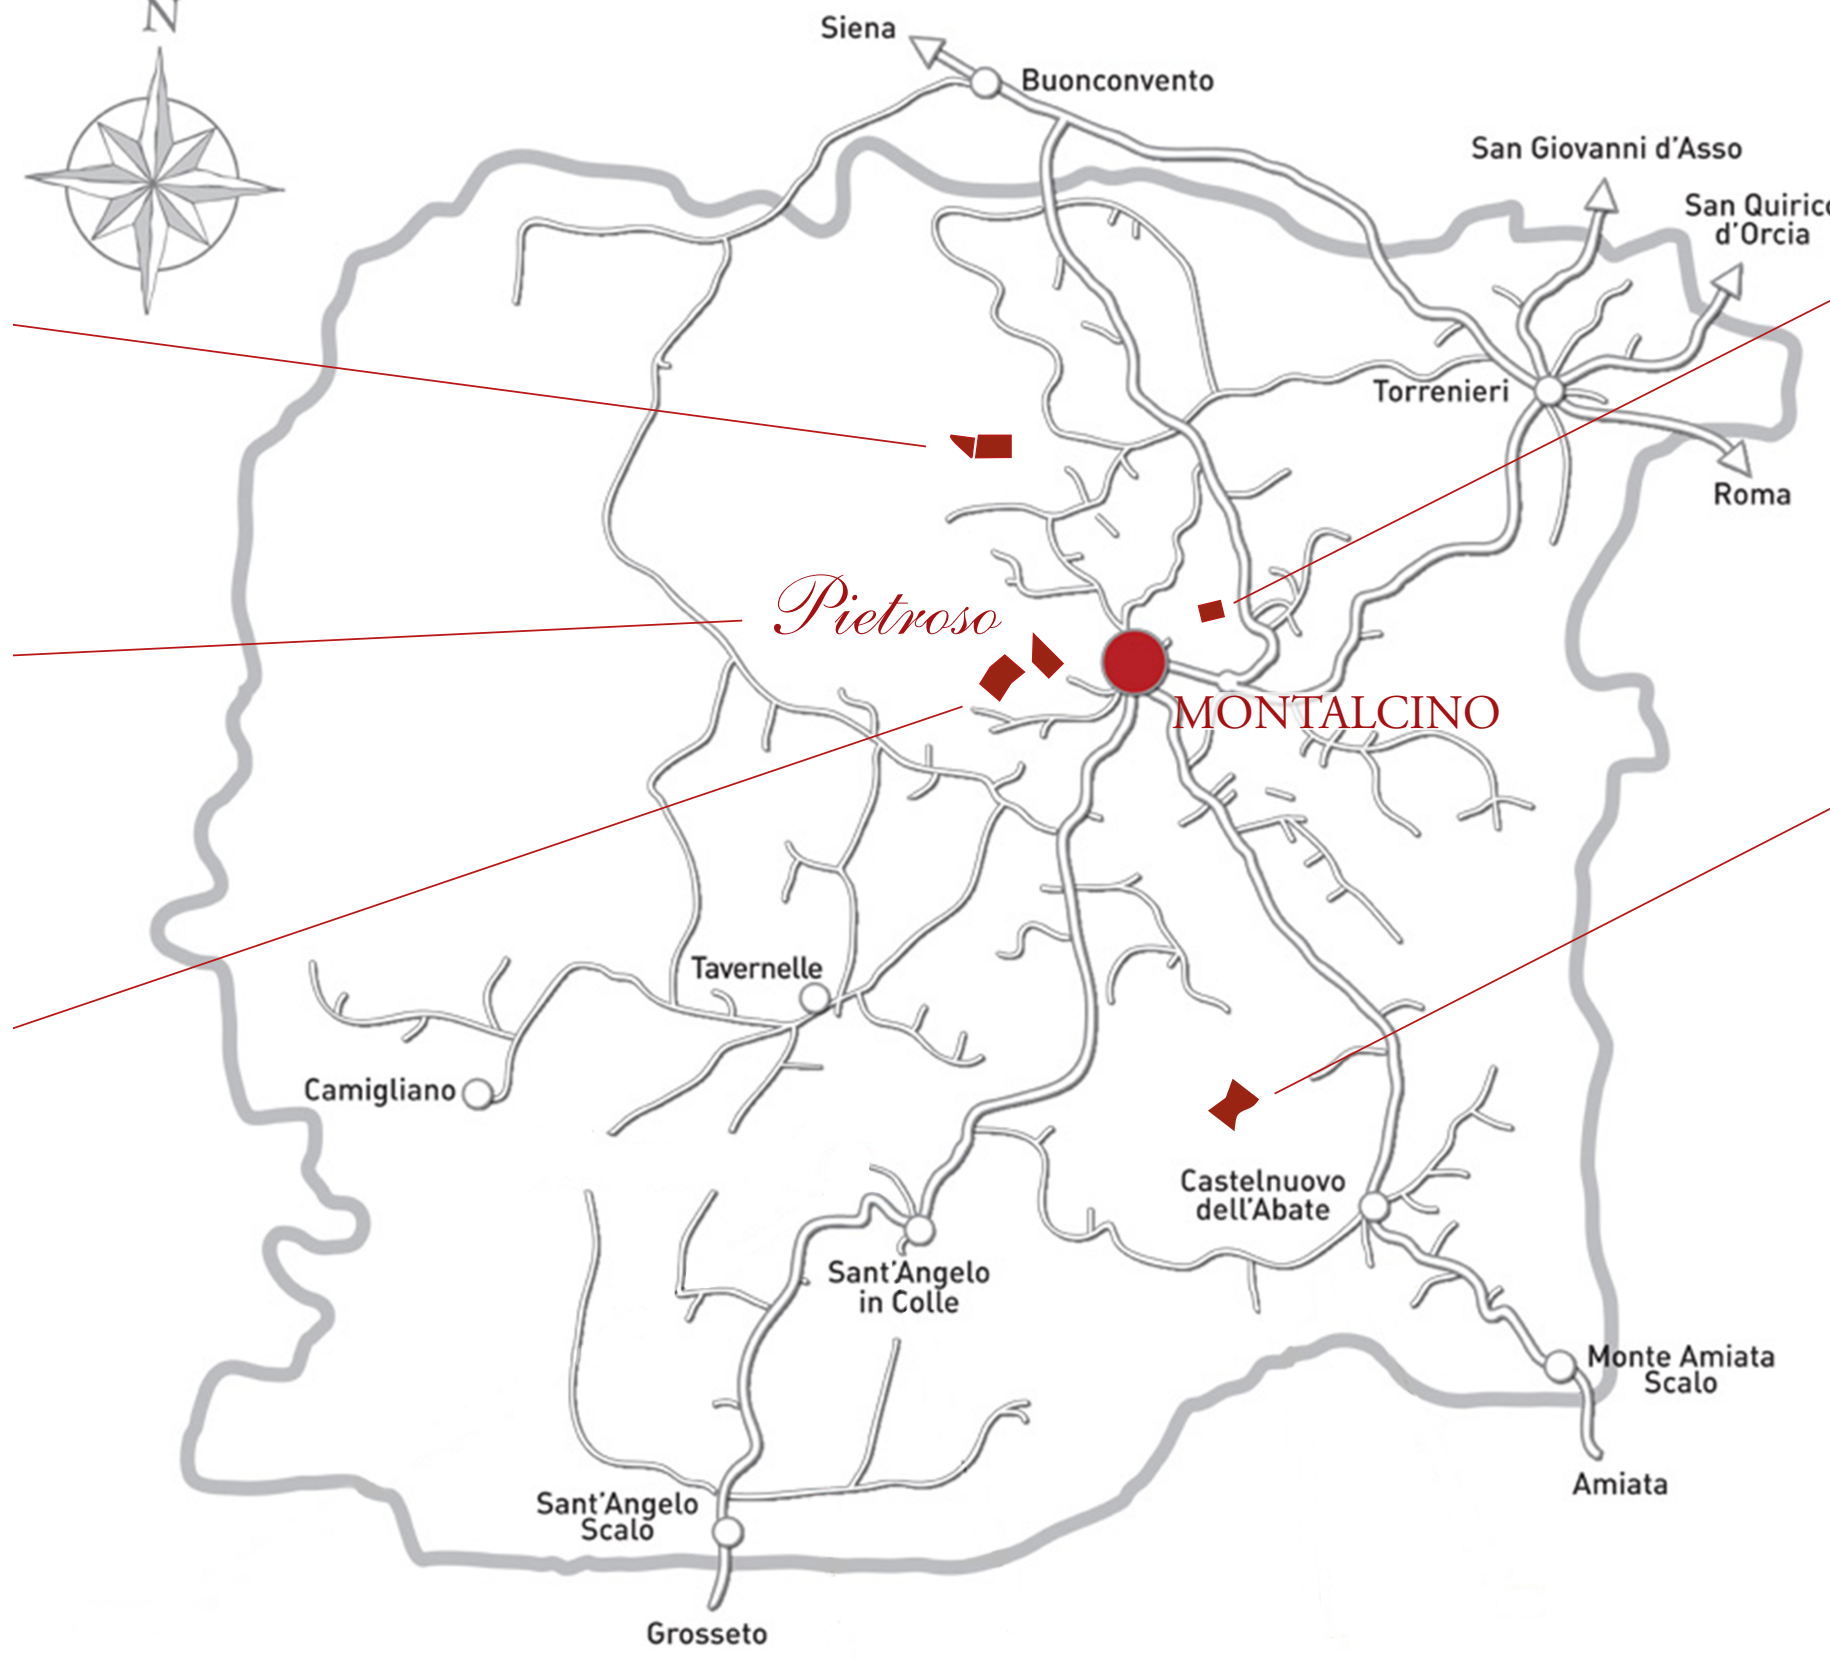 N
Siena
Buonconvento
San Giovanni d'Asso
San Quirico
d'Orcia
Torrenieri
Roma
Pietroso
MONTALCINO
Tavernelle
Camigliano
Castelnuovo
dell'Abate
Sant'Angelo
in Colle
Monte Amiata
Scalo
Amiata
Sant'Angelo
Scalo
Grosseto